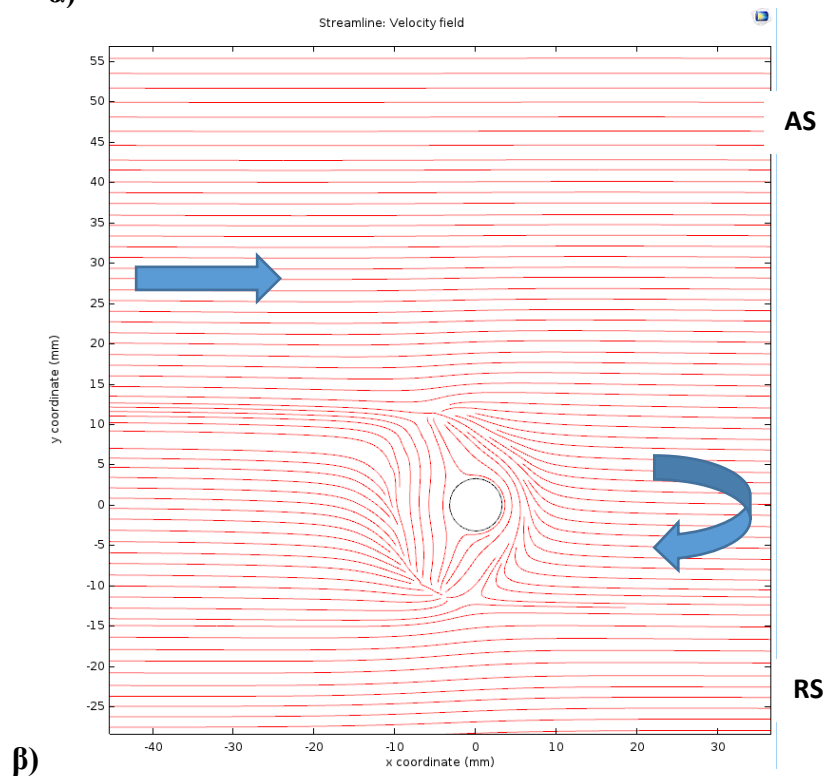 α)
Streamline: Velocity field
55
50
45
40
35
30
25
20
15
10
5
0
-5
-10
-15
-20
-25
y coordinate (mm)
-40 -30 -20 -10 0 10 20 30
x coordinate (mm)
AS
RS
β)